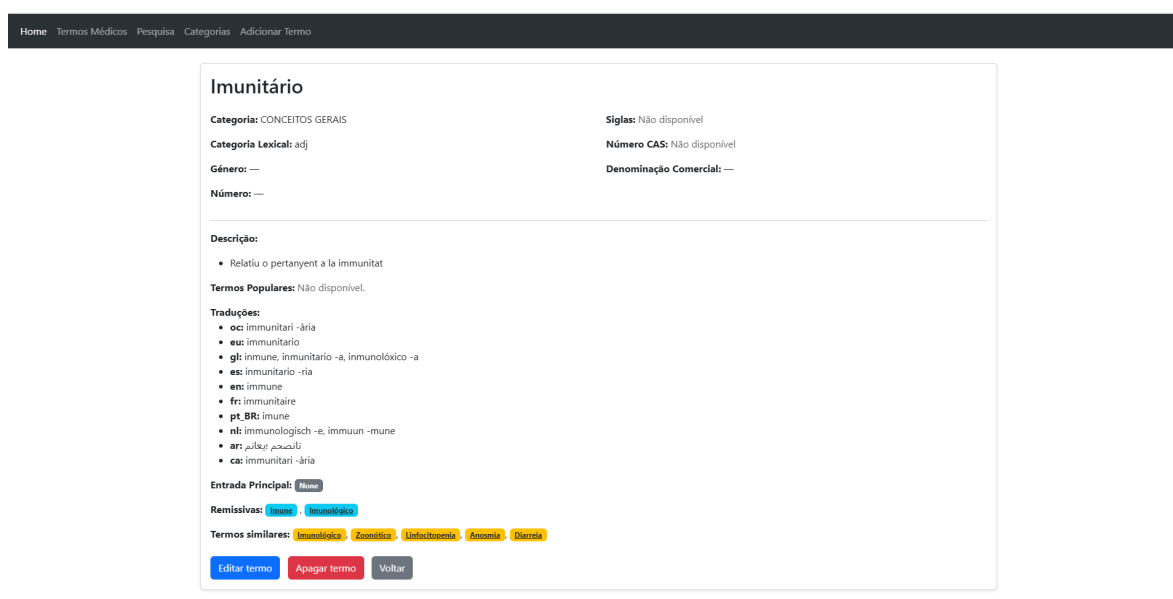 Home Termos Médicos Pesquisa Categorias Adicionar Termo
Imunitário
Categoria: CONCEITOS GERAIS
Siglas: Não disponível
Categoria Lexical: adj
Número CAS: Não disponível
Género: —
Denominação Comercial: —
Número: —
Descrição:
• Relatiu o pertanyent a la immunitat
Termos Populares: Não disponível.
Traduções:
• oc: immunitari -ària
• eu: immunitario
• gl: inmune, inmunitario -a, inmunolóxico -a
• es: inmunitario -ria
• en: immune
• fr: immunitaire
• pt_BR: imune
• nl: immunologisch -e, immuun -mune
• ar: تانصحم ؛يعانم
• ca: immunitari -ària
Entrada Principal: None
Remissivas: Imune , Imunológico
Termos similares: Imunológico , Zoonótico , Linfocitopenia , Anosmia , Diarreia
Editar termo Apagar termo Voltar